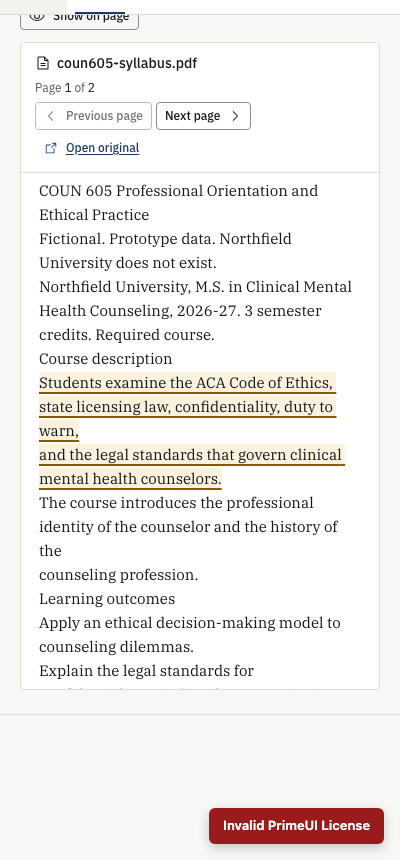 Show on page
coun605-syllabus.pdf
Page 1 of 2
Previous page Next page
Open original
COUN 605 Professional Orientation and
Ethical Practice
Fictional. Prototype data. Northfield
University does not exist.
Northfield University, M.S. in Clinical Mental
Health Counseling, 2026-27. 3 semester
credits. Required course.
Course description
Students examine the ACA Code of Ethics,
state licensing law, confidentiality, duty to
warn,
and the legal standards that govern clinical
mental health counselors.
The course introduces the professional
identity of the counselor and the history of
the
counseling profession.
Learning outcomes
Apply an ethical decision-making model to
counseling dilemmas.
Explain the legal standards for
Invalid PrimeUI License